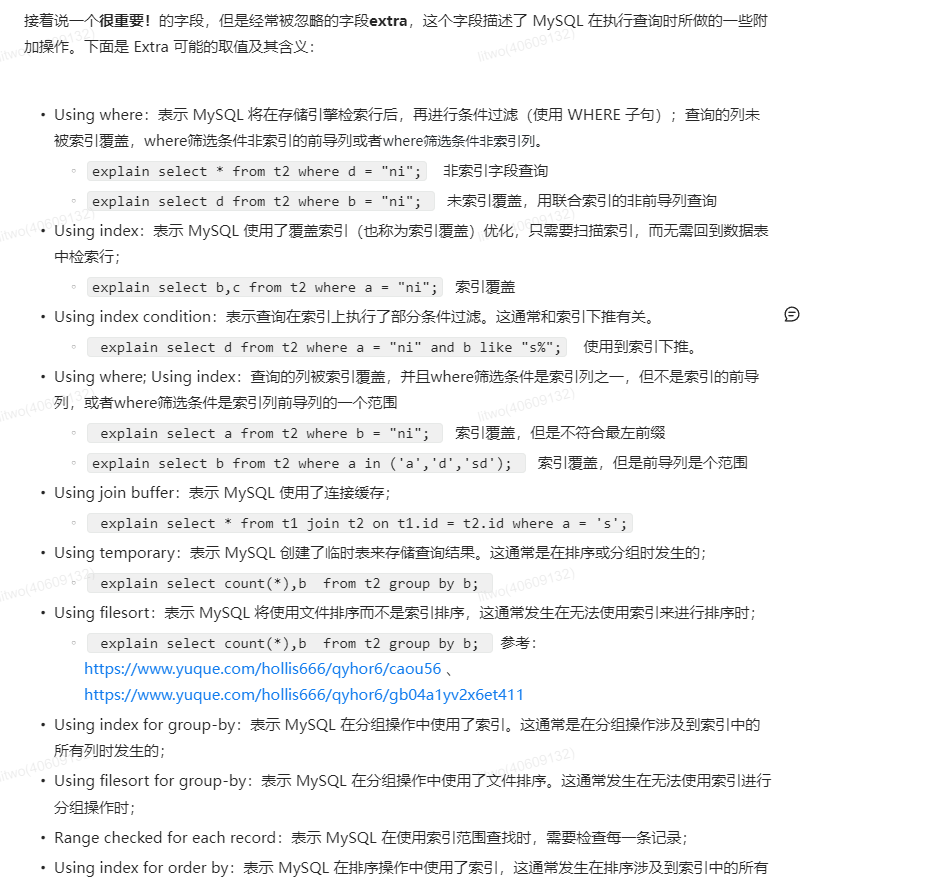 接着说一个很重要！的字段，但是经常被忽略的字段extra，这个字段描述了 MySQL 在执行查询时所做的一些附
加操作。下面是 Extra 可能的取值及其含义：
• Using where：表示 MySQL 将在存储引擎检索行后，再进行条件过滤（使用 WHERE 子句）；查询的列未
被索引覆盖，where筛选条件非索引的前导列或者where筛选条件非索引列。
◦ explain select * from t2 where d = "ni"; 非索引字段查询
◦ explain select d from t2 where b = "ni"; 未索引覆盖，用联合索引的非前导列查询
• Using index：表示 MySQL 使用了覆盖索引（也称为索引覆盖）优化，只需要扫描索引，而无需回到数据表
中检索行；
◦ explain select b,c from t2 where a = "ni"; 索引覆盖
• Using index condition：表示查询在索引上执行了部分条件过滤。这通常和索引下推有关。
◦ explain select d from t2 where a = "ni" and b like "s%"; 使用到索引下推。
• Using where; Using index：查询的列被索引覆盖，并且where筛选条件是索引列之一，但不是索引的前导
列，或者where筛选条件是索引列前导列的一个范围
◦ explain select a from t2 where b = "ni"; 索引覆盖，但是不符合最左前缀
◦ explain select b from t2 where a in ('a','d','sd'); 索引覆盖，但是前导列是个范围
• Using join buffer：表示 MySQL 使用了连接缓存；
◦ explain select * from t1 join t2 on t1.id = t2.id where a = 's';
• Using temporary：表示 MySQL 创建了临时表来存储查询结果。这通常是在排序或分组时发生的；
◦ explain select count(*),b  from t2 group by b;
• Using filesort：表示 MySQL 将使用文件排序而不是索引排序，这通常发生在无法使用索引来进行排序时；
◦ explain select count(*),b  from t2 group by b; 参考：
https://www.yuque.com/hollis666/qyhor6/caou56 、
https://www.yuque.com/hollis666/qyhor6/gb04a1yv2x6et411
• Using index for group-by：表示 MySQL 在分组操作中使用了索引。这通常是在分组操作涉及到索引中的
所有列时发生的；
• Using filesort for group-by：表示 MySQL 在分组操作中使用了文件排序。这通常发生在无法使用索引进行
分组操作时；
• Range checked for each record：表示 MySQL 在使用索引范围查找时，需要检查每一条记录；
• Using index for order by：表示 MySQL 在排序操作中使用了索引，这通常发生在排序涉及到索引中的所有